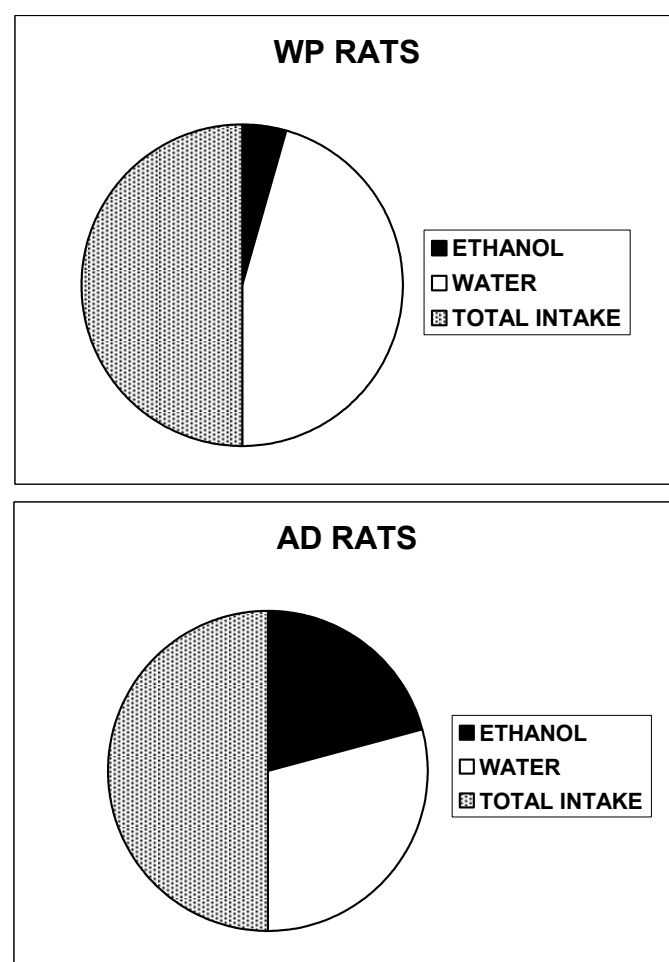 WP RATS
ETHANOL
WATER
TOTAL INTAKE
AD RATS
ETHANOL
WATER
TOTAL INTAKE